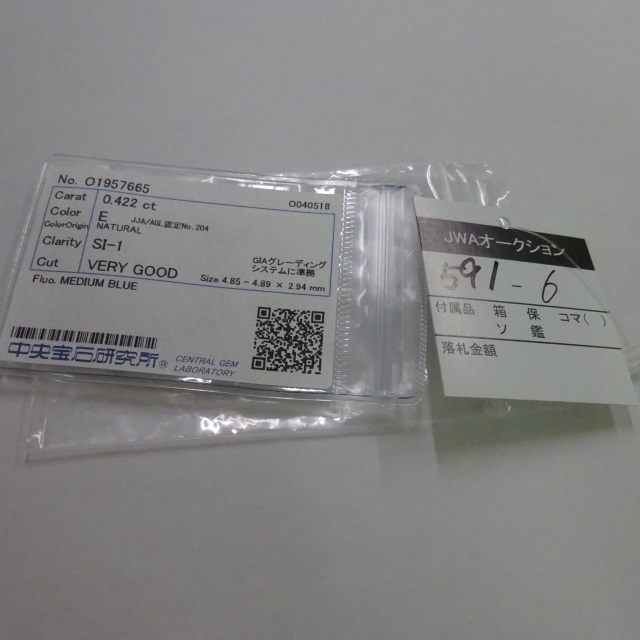 No. O1957665
Carat 0.422 ct O040518
Color E JJA/AGL認定No.204
ColorOrigin NATURAL
Clarity SI-1 GIAグレーディング
システムに準拠
Cut VERY GOOD Size 4.85 - 4.89 × 2.94 mm
Fluo. MEDIUM BLUE
中央宝石研究所® CENTRAL GEM
LABORATORY
JWAオークション
591-6
付属品 箱 保 コマ( )
ソ 鑑
落札金額